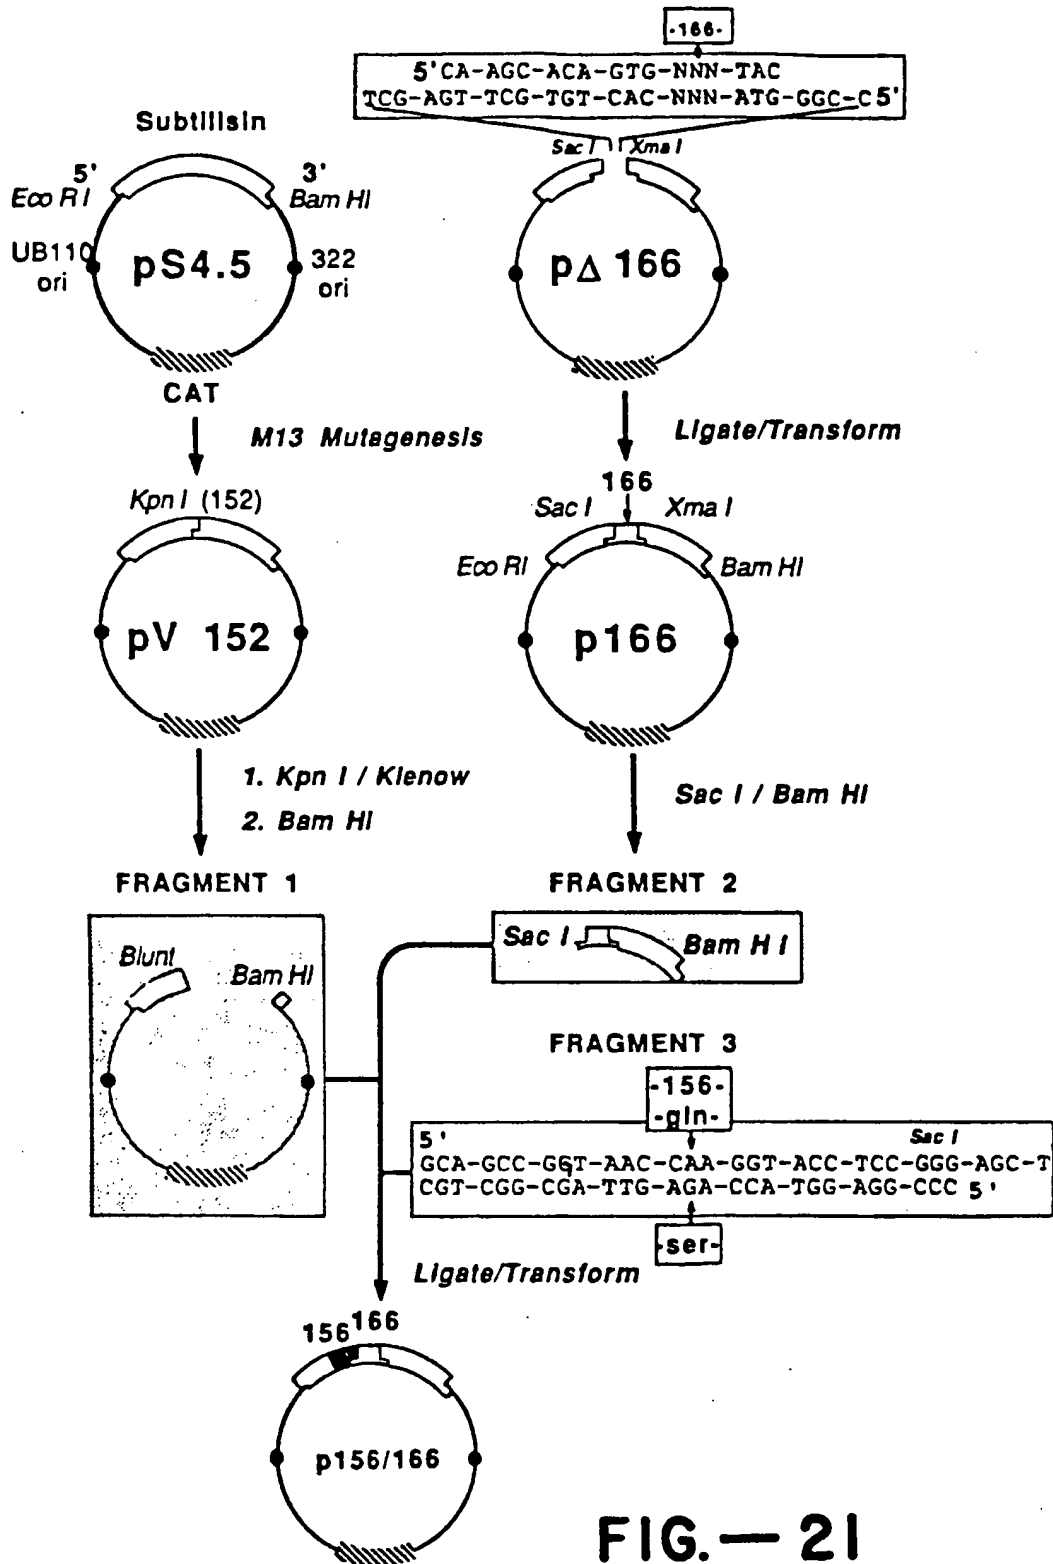 -166-
5'CA-AGC-ACA-GTG-NNN-TAC
TCG-AGT-TCG-TGT-CAC-NNN-ATG-GGC-C5'
Sac I Xma I
Subtilisin
5' 3'
Eco RI Bam HI
UB110 ori
pS4.5
322 ori
CAT
pΔ 166
M13 Mutagenesis
Ligate/Transform
Kpn I (152)
pV 152
166
Sac I Xma I
Eco RI Bam HI
p166
1. Kpn I / Klenow
2. Bam HI
Sac I / Bam HI
FRAGMENT 1
Blunt
Bam HI
FRAGMENT 2
Sac I Bam H I
FRAGMENT 3
-156-
-gln-
5' Sac I
GCA-GCC-GGT-AAC-CAA-GGT-ACC-TCC-GGG-AGC-T
CGT-CGG-CGA-TTG-AGA-CCA-TGG-AGG-CCC 5'
-ser-
Ligate/Transform
156 166
p156/166
FIG.— 21